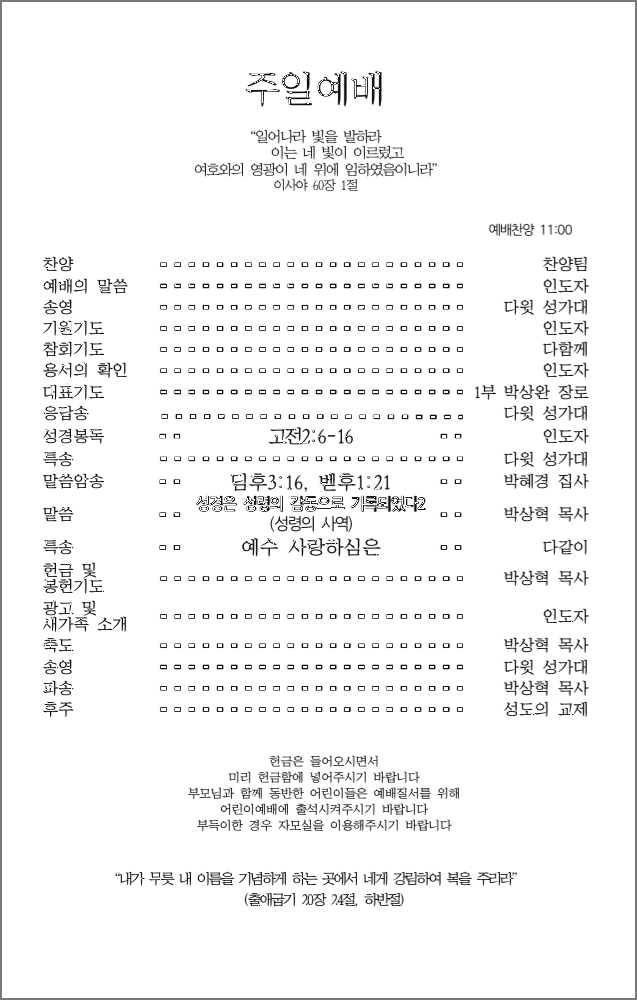 주일예배
“일어나라 빛을 발하라
이는 네 빛이 이르렀고
여호와의 영광이 네 위에 임하였음이니라”
이사야 60장 1절
예배찬양 11:00
찬양 찬양팀
예배의 말씀 인도자
송영 다윗 성가대
기원기도 인도자
참회기도 다함께
용서의 확인 인도자
대표기도 1부 박상완 장로
응답송 다윗 성가대
성경봉독 고전2:6-16 인도자
특송 다윗 성가대
말씀암송 딤후3:16, 벧후1:21 박혜경 집사
성경은 성령의 감동으로 기록되었다2
말씀 박상혁 목사
(성령의 사역)
특송 예수 사랑하심은 다같이
헌금 및
봉헌기도 박상혁 목사
광고 및
새가족 소개 인도자
축도 박상혁 목사
송영 다윗 성가대
파송 박상혁 목사
후주 성도의 교제
헌금은 들어오시면서
미리 헌금함에 넣어주시기 바랍니다
부모님과 함께 동반한 어린이들은 예배질서를 위해
어린이예배에 출석시켜주시기 바랍니다
부득이한 경우 자모실을 이용해주시기 바랍니다
“내가 무릇 내 이름을 기념하게 하는 곳에서 네게 강림하여 복을 주리라”
(출애굽기 20장 24절, 하반절)